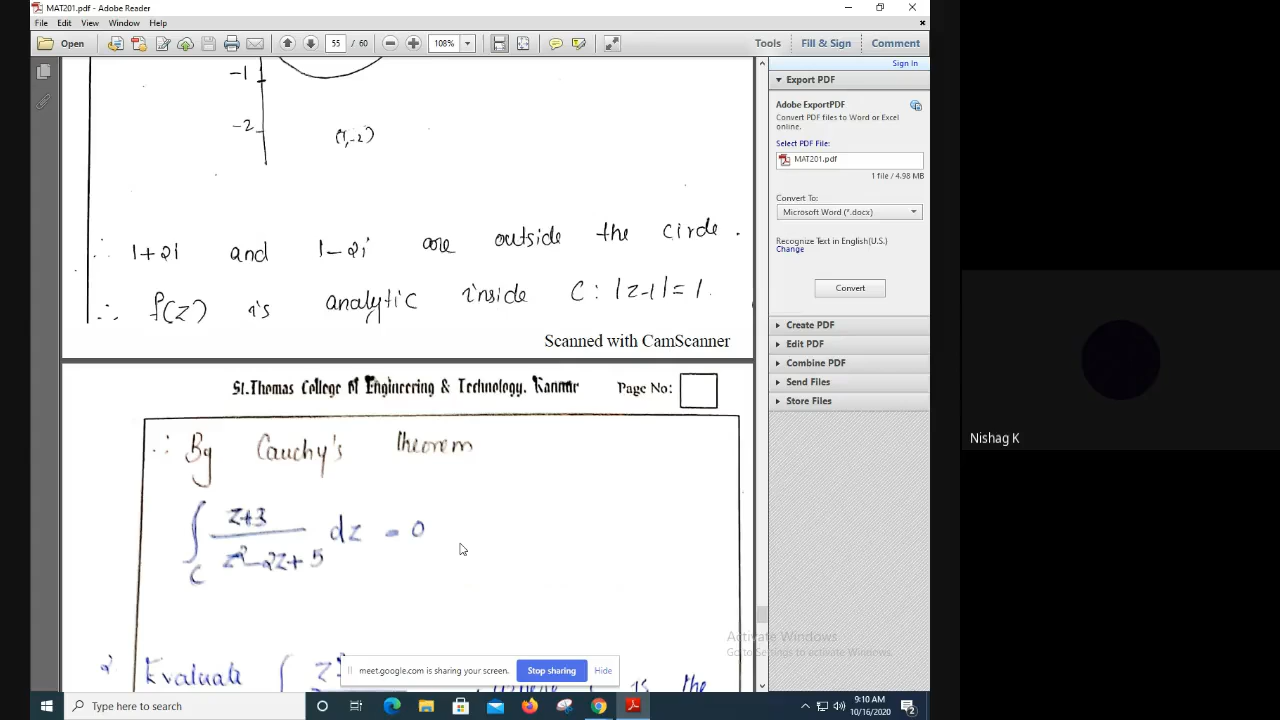 MAT201.pdf - Adobe Reader
File Edit View Window Help
Open 55 / 60 108% Tools Fill & Sign Comment
Sign In
-1
-2
(1,-2)
∴ 1+2i and 1-2i are outside the circle.
∴ f(z) is analytic inside C: |z-1|=1.
Scanned with CamScanner
St.Thomas College of Engineering & Technology, Kannur Page No:
∴ By Cauchy's theorem
∫ z+3
dz = 0
C z²-2z+5
2 Evaluate ∫ is the
meet.google.com is sharing your screen. Stop sharing Hide
Export PDF
Adobe ExportPDF
Convert PDF files to Word or Excel
online.
Select PDF File:
MAT201.pdf
1 file / 4.98 MB
Convert To:
Microsoft Word (*.docx)
Recognize Text in English(U.S.)
Change
Convert
Create PDF
Edit PDF
Combine PDF
Send Files
Store Files
Activate Windows
Go to Settings to activate Windows.
Type here to search
9:10 AM
10/16/2020
2
Nishag K